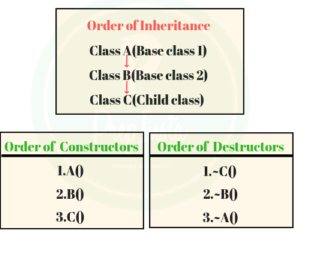 Order of Inheritance
Class A(Base class 1)
Class B(Base class 2)
Class C(Child class)
Order of Constructors
1.A()
2.B()
3.C()
Order of Destructors
1.~C()
2.~B()
3.~A()